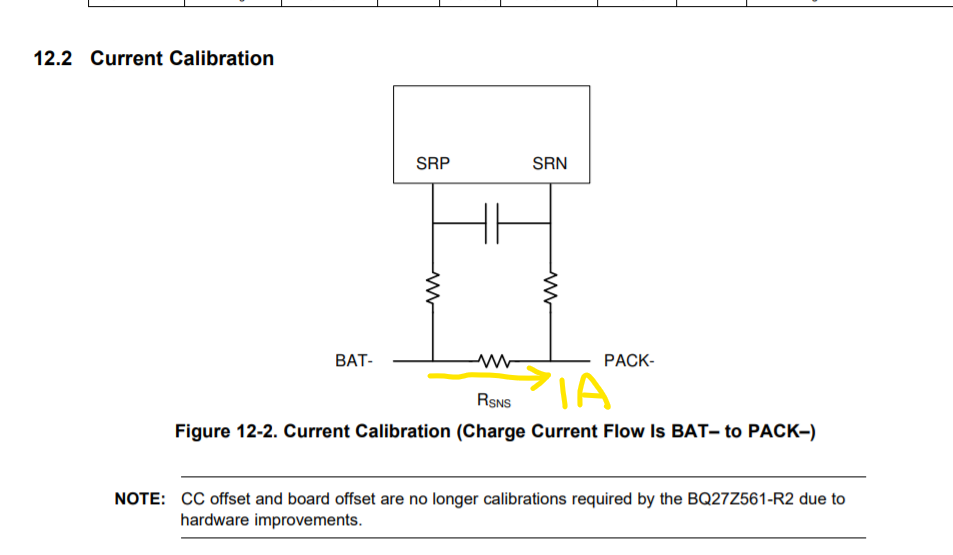 12.2 Current Calibration
SRP SRN
BAT- PACK-
1A
RSNS
Figure 12-2. Current Calibration (Charge Current Flow Is BAT– to PACK–)
NOTE: CC offset and board offset are no longer calibrations required by the BQ27Z561-R2 due to
hardware improvements.